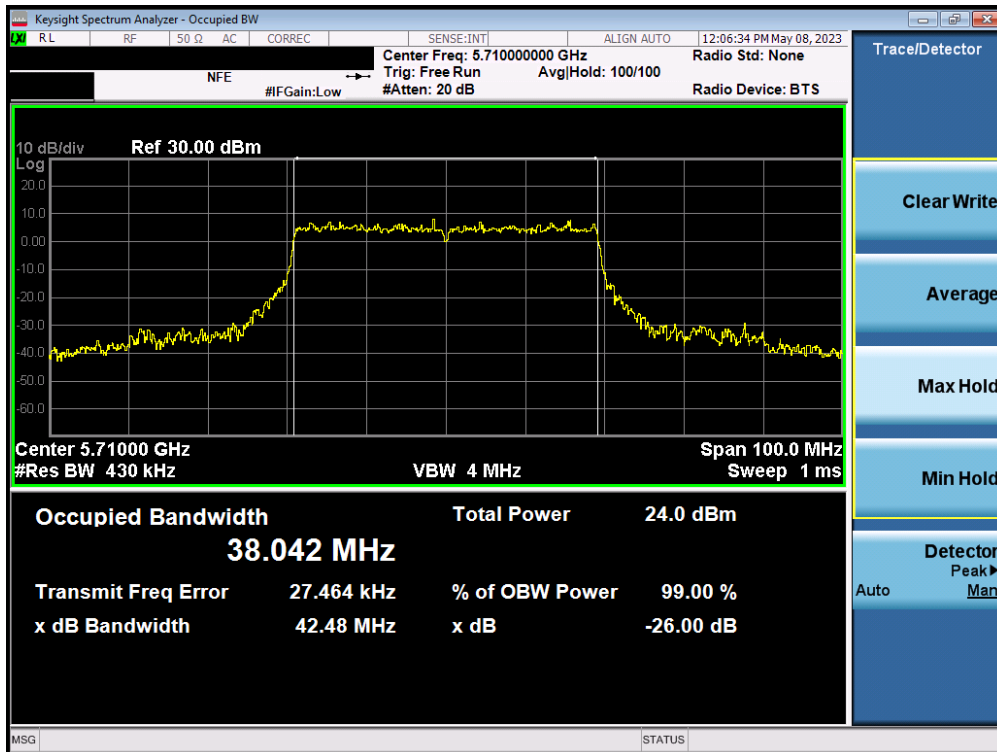 Keysight Spectrum Analyzer - Occupied BW
LXI RL RF 50 Ω AC CORREC SENSE:INT ALIGN AUTO 12:06:34 PM May 08, 2023
Center Freq: 5.710000000 GHz Radio Std: None
NFE Trig: Free Run Avg|Hold: 100/100
#IFGain:Low #Atten: 20 dB Radio Device: BTS
10 dB/div Ref 30.00 dBm
Log
20.0
10.0
0.00
-10.0
-20.0
-30.0
-40.0
-50.0
-60.0
Center 5.71000 GHz Span 100.0 MHz
#Res BW 430 kHz VBW 4 MHz Sweep 1 ms
Occupied Bandwidth Total Power 24.0 dBm
38.042 MHz
Transmit Freq Error 27.464 kHz % of OBW Power 99.00 %
x dB Bandwidth 42.48 MHz x dB -26.00 dB
MSG STATUS
Trace/Detector
Clear Write
Average
Max Hold
Min Hold
Detector
Peak▶
Auto Man